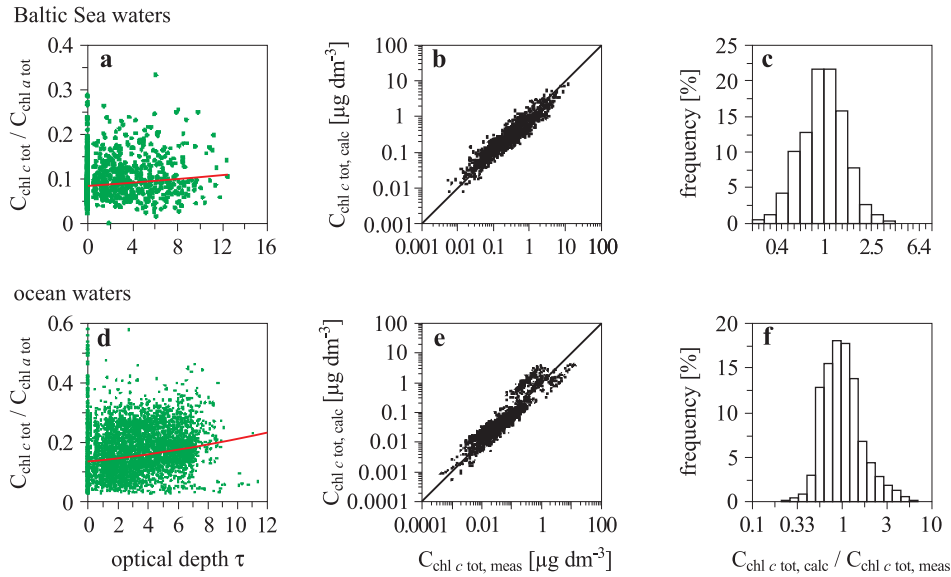 Baltic Sea waters
a
C chl c tot / C chl a tot
0.4
0.3
0.2
0.1
0
0 4 8 12 16
b
C chl c tot, calc [µg dm-3]
100
10
1
0.1
0.01
0.001
0.001 0.01 0.1 1 10 100
c
frequency [%]
25
20
15
10
5
0
0.4 1 2.5 6.4
ocean waters
d
C chl c tot / C chl a tot
0.6
0.4
0.2
0
0 2 4 6 8 10 12
optical depth τ
e
C chl c tot, calc [µg dm-3]
100
10
1
0.1
0.01
0.001
0.0001
0.0001 0.01 0.1 1 100
C chl c tot, meas [µg dm-3]
f
frequency [%]
20
15
10
5
0
0.1 0.33 1 3 10
C chl c tot, calc / C chl c tot, meas